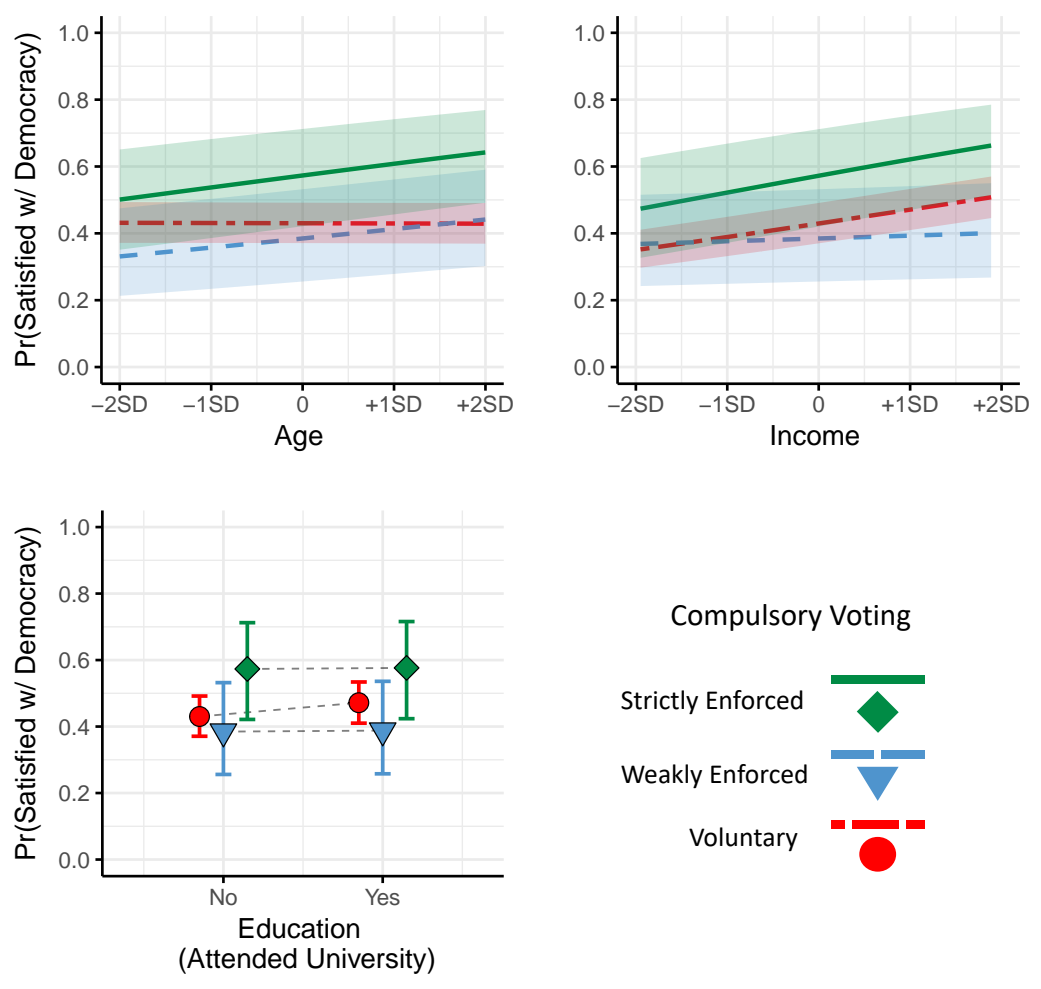 Pr(Satisfied w/ Democracy)
1.0
0.8
0.6
0.4
0.2
0.0
−2SD −1SD 0 +1SD +2SD
Age
1.0
0.8
0.6
0.4
0.2
0.0
−2SD −1SD 0 +1SD +2SD
Income
Pr(Satisfied w/ Democracy)
1.0
0.8
0.6
0.4
0.2
0.0
No Yes
Education
(Attended University)
Compulsory Voting
Strictly Enforced
Weakly Enforced
Voluntary